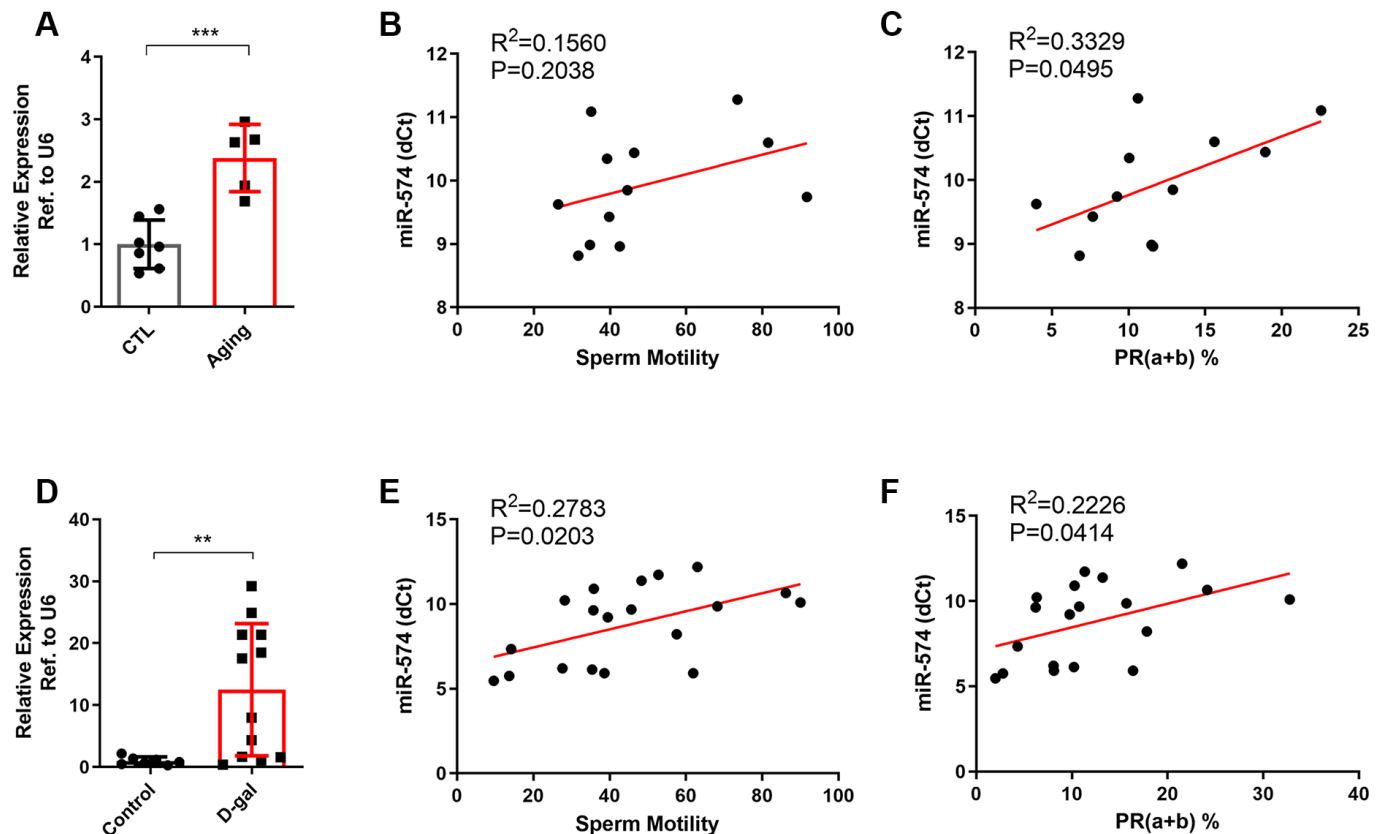 A
***
Relative Expression
Ref. to U6
4
3
2
1
0
CTL
Aging
B
R²=0.1560
P=0.2038
miR-574 (dCt)
12
11
10
9
8
0
20
40
60
80
100
Sperm Motility
C
R²=0.3329
P=0.0495
miR-574 (dCt)
12
11
10
9
8
0
5
10
15
20
25
PR(a+b) %
D
**
Relative Expression
Ref. to U6
40
30
20
10
0
Control
D-gal
E
R²=0.2783
P=0.0203
miR-574 (dCt)
15
10
5
0
0
20
40
60
80
100
Sperm Motility
F
R²=0.2226
P=0.0414
miR-574 (dCt)
15
10
5
0
0
10
20
30
40
PR(a+b) %